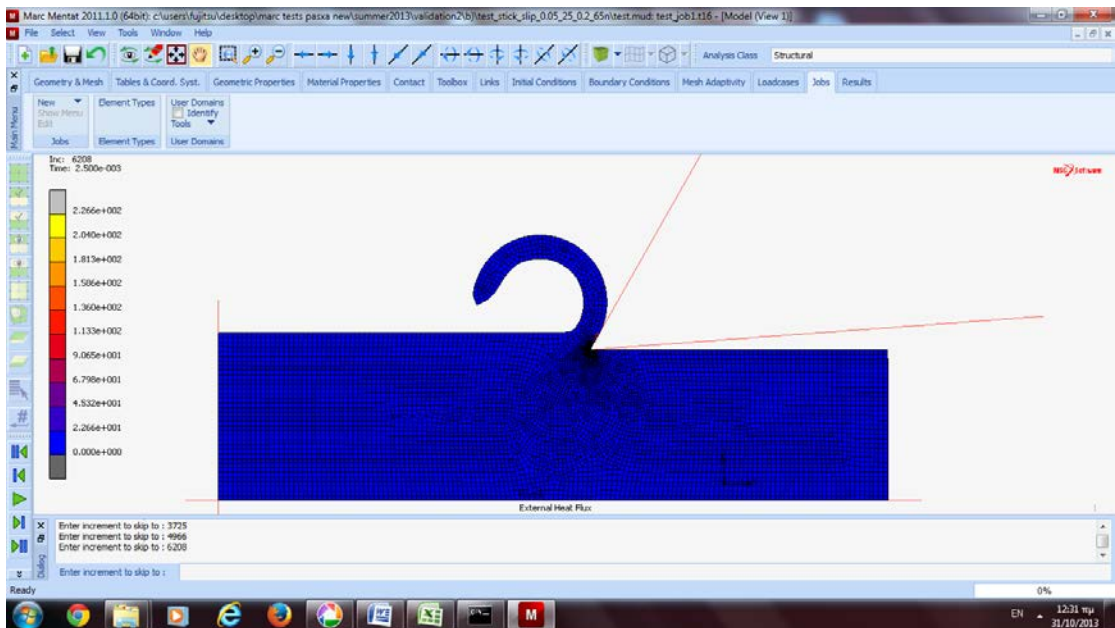 Marc Mentat 2011.1.0 (64bit): c:\users\fujitsu\desktop\marc tests pasxa new\summer2013\validation2\b)\test_stick_slip_0.05_25_0.2_65n\test.mud: test_job1.t16 - [Model (View 1)]
File Select View Tools Window Help
Analysis Class Structural
Geometry & Mesh Tables & Coord. Syst. Geometric Properties Material Properties Contact Toolbox Links Initial Conditions Boundary Conditions Mesh Adaptivity Loadcases Jobs Results
Main Menu
New Element Types User Domains
Show Menu Identify
Edit Tools
Jobs Element Types User Domains
Inc: 6208
Time: 2.500e-003
MSC Software
2.266e+002
2.040e+002
1.813e+002
1.586e+002
1.360e+002
1.133e+002
9.065e+001
6.798e+001
4.532e+001
2.266e+001
0.000e+000
External Heat Flux
1
Enter increment to skip to : 3725
Enter increment to skip to : 4966
Enter increment to skip to : 6208
Dialog
Enter increment to skip to :
Ready
0%
EN
12:31 πμ
31/10/2013